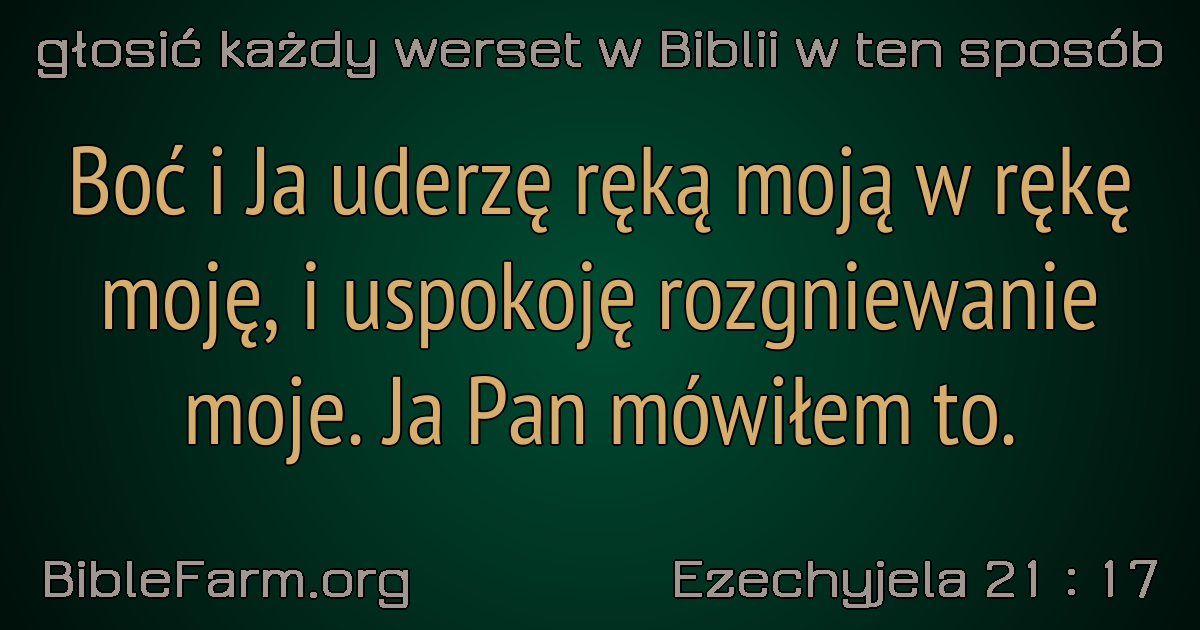 głosić każdy werset w Biblii w ten sposób
Boć i Ja uderzę ręką moją w rękę
moję, i uspokoję rozgniewanie
moje. Ja Pan mówiłem to.
BibleFarm.org
Ezechyjela 21 : 17